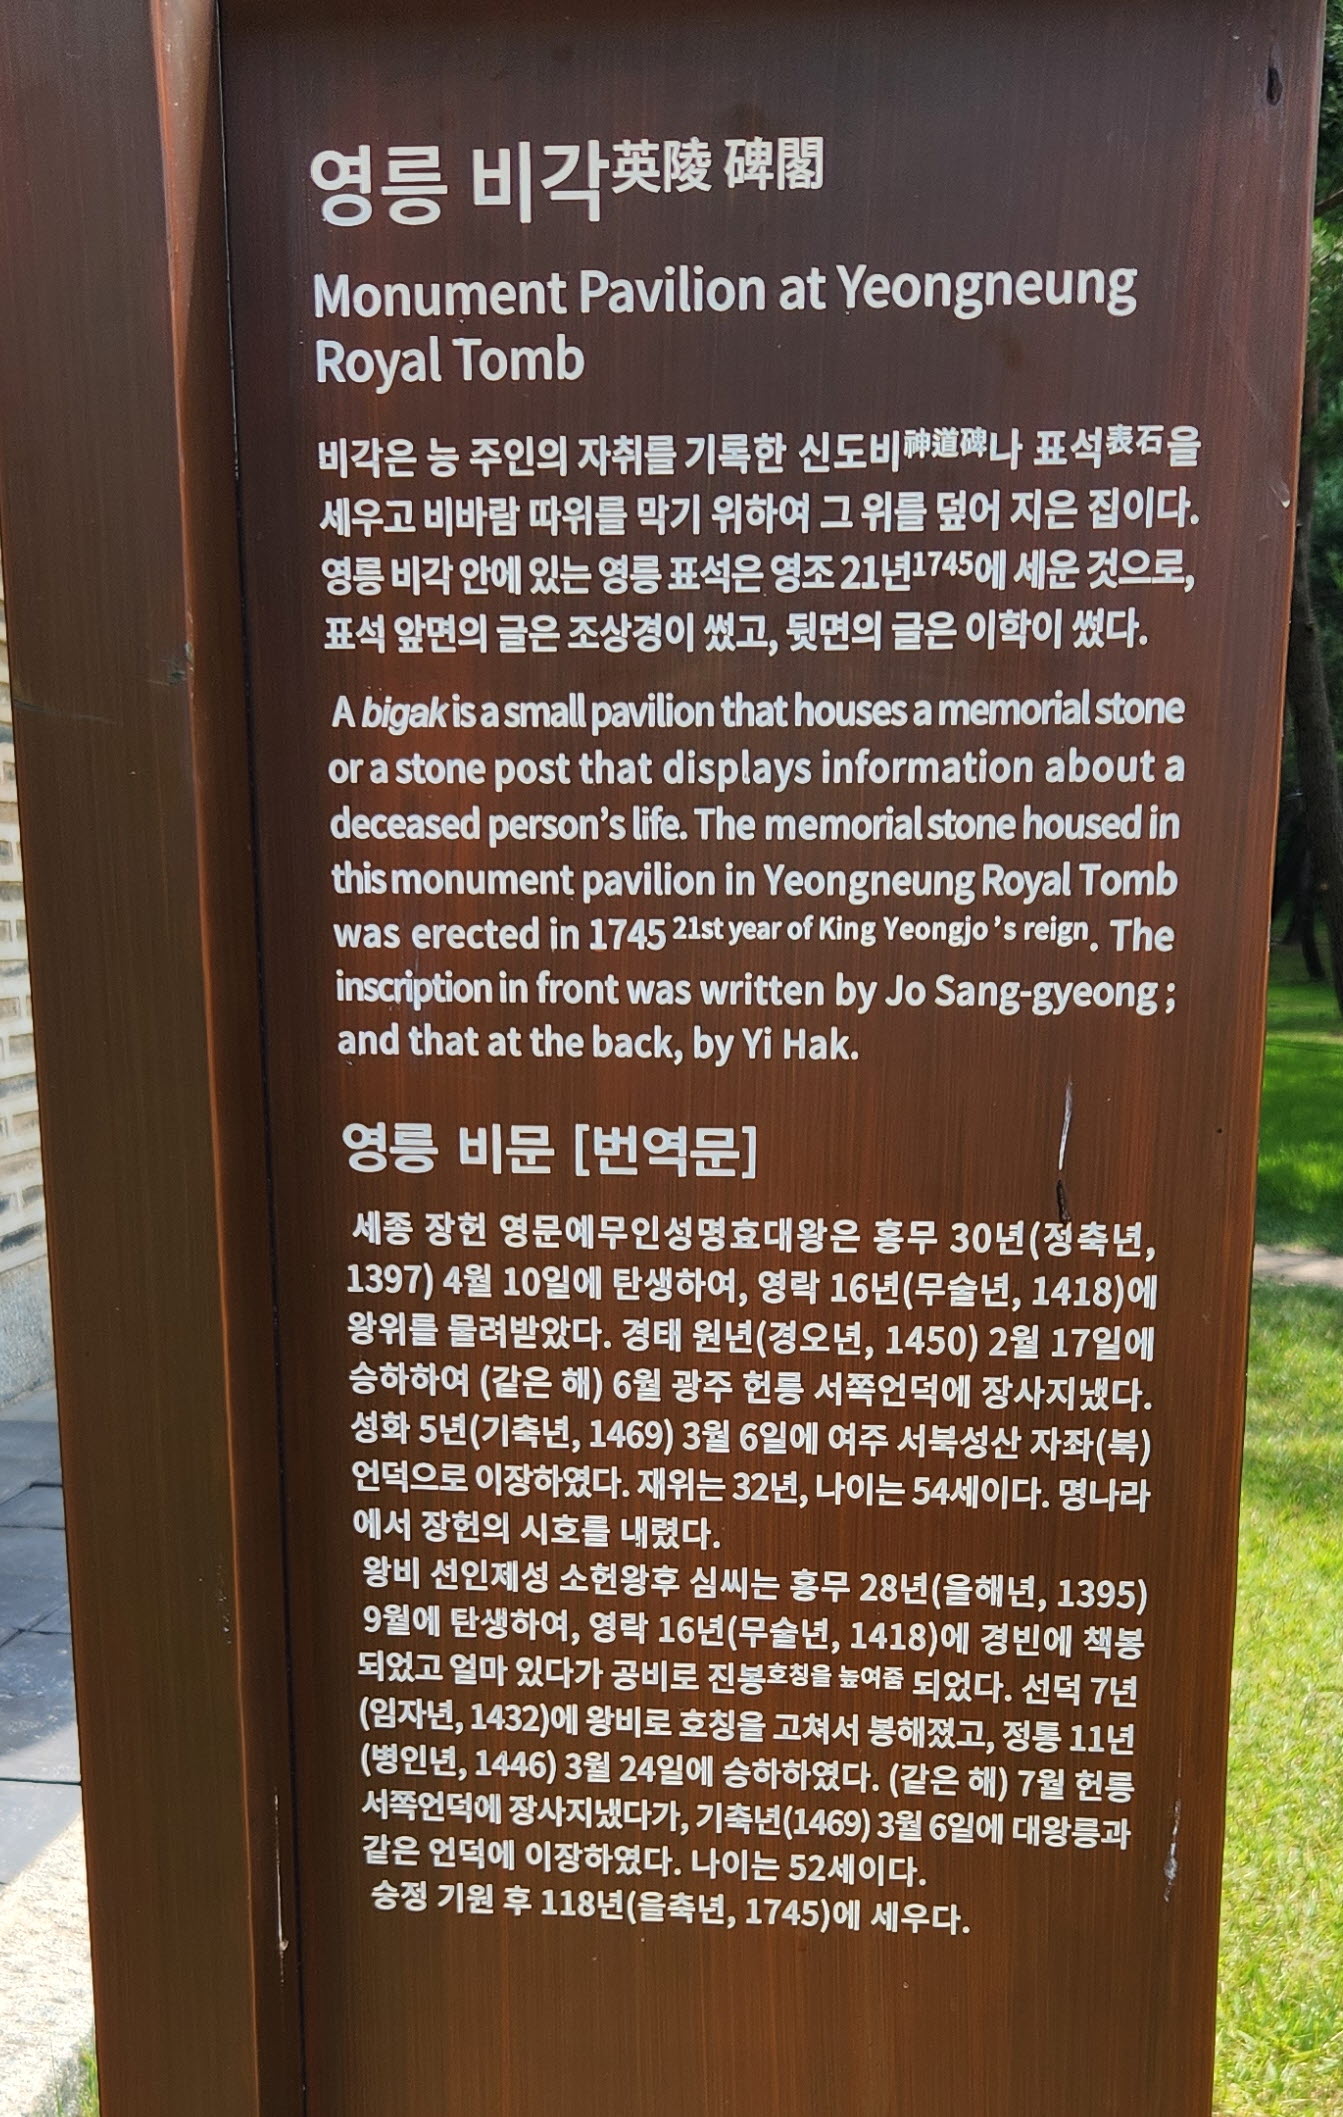 영릉 비각英陵 碑閣
Monument Pavilion at Yeongneung
Royal Tomb
비각은 능 주인의 자취를 기록한 신도비神道碑나 표석表石을
세우고 비바람 따위를 막기 위하여 그 위를 덮어 지은 집이다.
영릉 비각 안에 있는 영릉 표석은 영조 21년1745에 세운 것으로,
표석 앞면의 글은 조상경이 썼고, 뒷면의 글은 이학이 썼다.
A bigak is a small pavilion that houses a memorial stone
or a stone post that displays information about a
deceased person's life. The memorial stone housed in
this monument pavilion in Yeongneung Royal Tomb
was erected in 1745 21st year of King Yeongjo 's reign. The
inscription in front was written by Jo Sang-gyeong ;
and that at the back, by Yi Hak.
영릉 비문 [번역문]
세종 장헌 영문예무인성명효대왕은 홍무 30년(정축년,
1397) 4월 10일에 탄생하여, 영락 16년(무술년, 1418)에
왕위를 물려받았다. 경태 원년(경오년, 1450) 2월 17일에
승하하여 (같은 해) 6월 광주 헌릉 서쪽언덕에 장사지냈다.
성화 5년(기축년, 1469) 3월 6일에 여주 서북성산 자좌(북)
언덕으로 이장하였다. 재위는 32년, 나이는 54세이다. 명나라
에서 장헌의 시호를 내렸다.
왕비 선인제성 소헌왕후 심씨는 홍무 28년(을해년, 1395)
9월에 탄생하여, 영락 16년(무술년, 1418)에 경빈에 책봉
되었고 얼마 있다가 공비로 진봉호칭을 높여줌 되었다. 선덕 7년
(임자년, 1432)에 왕비로 호칭을 고쳐서 봉해졌고, 정통 11년
(병인년, 1446) 3월 24일에 승하하였다. (같은 해) 7월 헌릉
서쪽언덕에 장사지냈다가, 기축년(1469) 3월 6일에 대왕릉과
같은 언덕에 이장하였다. 나이는 52세이다.
숭정 기원 후 118년(을축년, 1745)에 세우다.